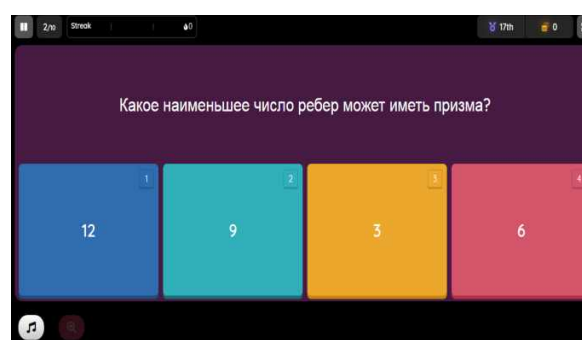 2/10 Streak 0 17th 0
Какое наименьшее число ребер может иметь призма?
1 2 3 4
12 9 3 6